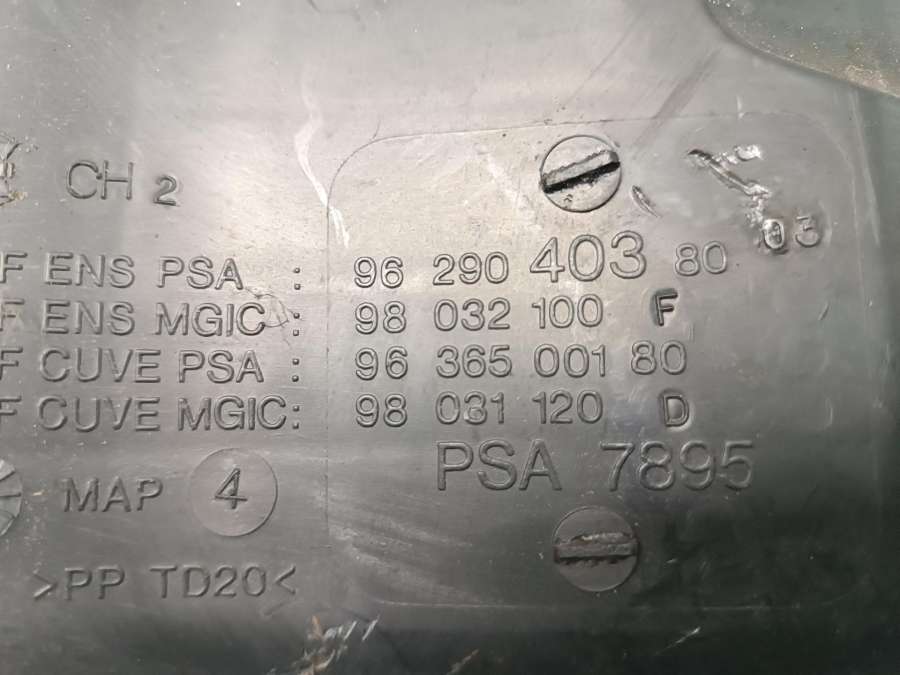 CH 2
F ENS PSA : 96 290 403 80 03
F ENS MGIC : 98 032 100 F
F CUVE PSA : 96 365 001 80
F CUVE MGIC: 98 031 120 D
PSA 7895
MAP 4
>PP TD20<